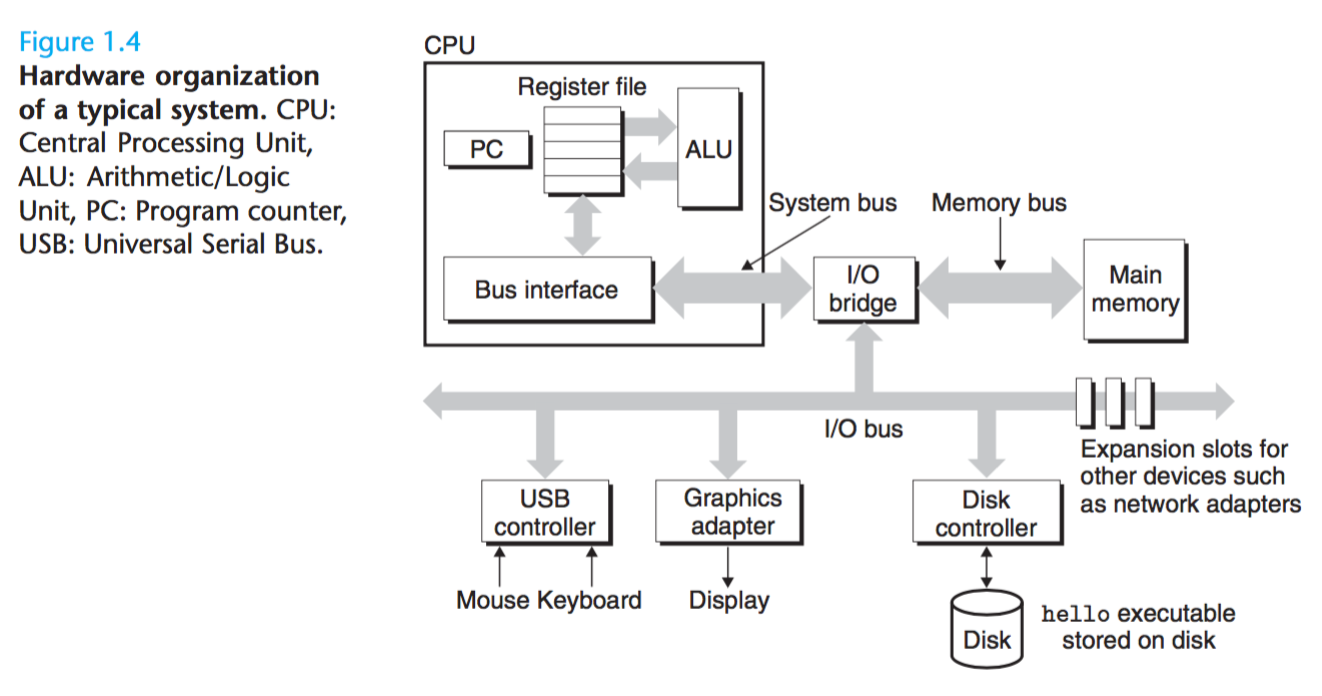 Figure 1.4
Hardware organization
of a typical system. CPU:
Central Processing Unit,
ALU: Arithmetic/Logic
Unit, PC: Program counter,
USB: Universal Serial Bus.
CPU
Register file
PC
ALU
System bus
Memory bus
Bus interface
I/O
bridge
Main
memory
I/O bus
Expansion slots for
other devices such
as network adapters
USB
controller
Graphics
adapter
Disk
controller
Mouse Keyboard
Display
Disk
hello executable
stored on disk